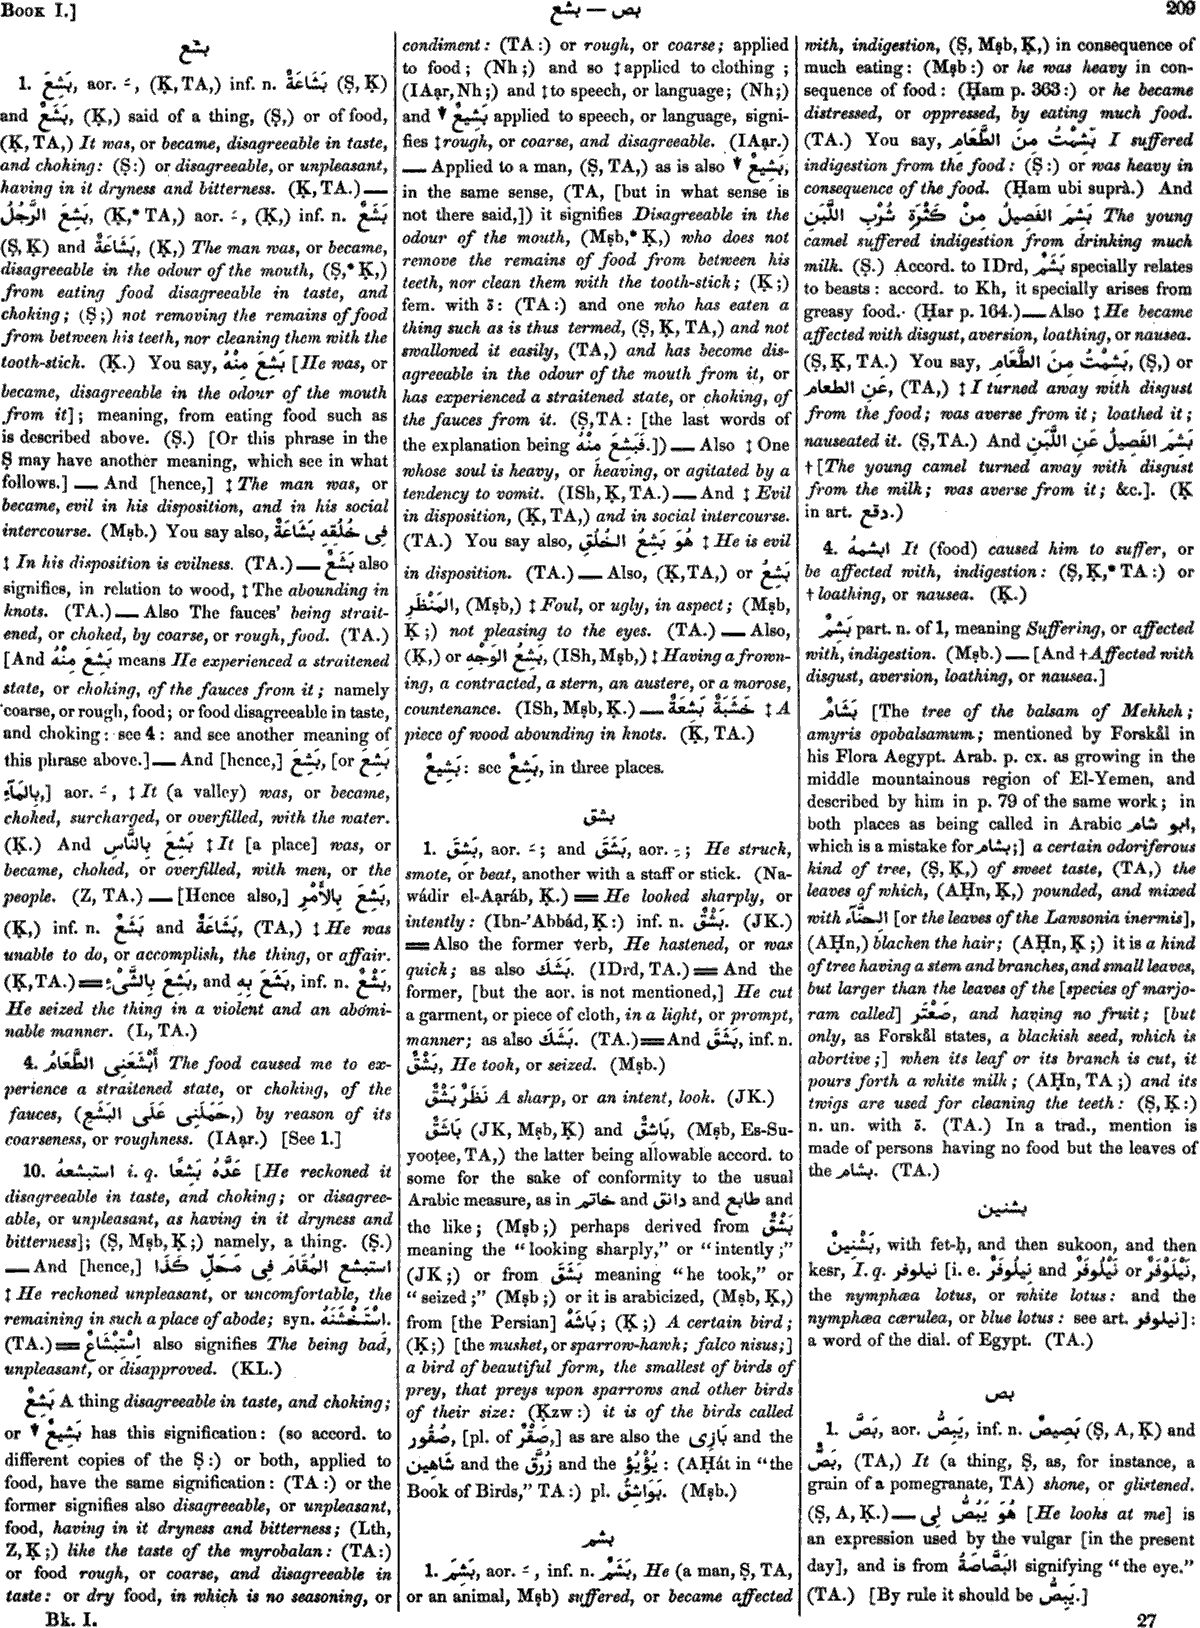 BOOK I.]
بص — بشع
209
بشع
1. بَشِعَ, aor. ـَ , (Ḳ, TA,) inf. n. بَشَاعَةٌ (Ṣ, Ḳ)
and بَشَعٌ, (Ḳ,) said of a thing, (Ṣ,) or of food,
(Ḳ, TA,) It was, or became, disagreeable in taste,
and choking: (Ṣ:) or disagreeable, or unpleasant,
having in it dryness and bitterness. (Ḳ, TA.) —
بَشِعَ الرَّجُلُ, (Ḳ,* TA,) aor. ـَ , (Ḳ,) inf. n. بَشَعٌ
(Ṣ, Ḳ) and بَشَاعَةٌ, (Ḳ,) The man was, or became,
disagreeable in the odour of the mouth, (Ṣ,* Ḳ,)
from eating food disagreeable in taste, and
choking; (Ṣ;) not removing the remains of food
from between his teeth, nor cleaning them with the
tooth-stick. (Ḳ.) You say, بَشِعَ مِنْهُ [He was, or
became, disagreeable in the odour of the mouth
from it]; meaning, from eating food such as
is described above. (Ṣ.) [Or this phrase in the
Ṣ may have another meaning, which see in what
follows.] — And [hence,] ‡ The man was, or
became, evil in his disposition, and in his social
intercourse. (Mṣb.) You say also, فِى خُلُقِهِ بَشَاعَةٌ
‡ In his disposition is evilness. (TA.) — بَشَعٌ also
signifies, in relation to wood, ‡ The abounding in
knots. (TA.) — Also The fauces' being strait-
ened, or choked, by coarse, or rough, food. (TA.)
[And بَشِعَ مِنْهُ means He experienced a straitened
state, or choking, of the fauces from it; namely
coarse, or rough, food; or food disagreeable in taste,
and choking: see 4: and see another meaning of
this phrase above.] — And [hence,] بَشِعَ, [or بَشِعَ
بِالمَآءِ,] aor. ـَ , ‡ It (a valley) was, or became,
choked, surcharged, or overfilled, with the water.
(Ḳ.) And بَشِعَ بِالنَّاسِ ‡ It [a place] was, or
became, choked, or overfilled, with men, or the
people. (Z, TA.) — [Hence also,] بَشِعَ بِالأَمْرِ,
(Ḳ,) inf. n. بَشَعٌ and بَشَاعَةٌ, (TA,) ‡ He was
unable to do, or accomplish, the thing, or affair.
(Ḳ, TA.) = بَشَعَ بِالشَّىْءِ, and بَشَعَ بِهِ, inf. n. بَشْعٌ,
He seized the thing in a violent and an abomi-
nable manner. (L, TA.)
4. أَبْشَعَنِى الطَّعَامُ The food caused me to ex-
perience a straitened state, or choking, of the
fauces, (حَمَلَنِى عَلَى البَشَعِ,) by reason of its
coarseness, or roughness. (IAạr.) [See 1.]
10. استبشعهُ i. q. عَدَّهُ بَشِعًا [He reckoned it
disagreeable in taste, and choking; or disagree-
able, or unpleasant, as having in it dryness and
bitterness]; (Ṣ, Mṣb, Ḳ;) namely, a thing. (Ṣ.)
— And [hence,] استبشع المُقَامَ فِى مَحَلِّ كَذَا
‡ He reckoned unpleasant, or uncomfortable, the
remaining in such a place of abode; syn. اِسْتَخْشَنَهُ.
(TA.) = اِسْتِبْشَاعٌ also signifies The being bad,
unpleasant, or disapproved. (KL.)
بَشِعٌ A thing disagreeable in taste, and choking;
or ▼ بَشِيعٌ has this signification: (so accord. to
different copies of the Ṣ:) or both, applied to
food, have the same signification: (TA:) or the
former signifies also disagreeable, or unpleasant,
food, having in it dryness and bitterness; (Lth,
Z, Ḳ;) like the taste of the myrobalan: (TA:)
or food rough, or coarse, and disagreeable in
taste: or dry food, in which is no seasoning, or
Bk. I.
condiment: (TA:) or rough, or coarse; applied
to food; (Nh;) and so ‡ applied to clothing;
(IAạr, Nh;) and ‡ to speech, or language; (Nh;)
and ▼ بَشِيعٌ applied to speech, or language, signi-
fies ‡ rough, or coarse, and disagreeable. (IAạr.)
— Applied to a man, (Ṣ, TA,) as is also ▼ بَشِيعٌ,
in the same sense, (TA, [but in what sense is
not there said,]) it signifies Disagreeable in the
odour of the mouth, (Mṣb,* Ḳ,) who does not
remove the remains of food from between his
teeth, nor clean them with the tooth-stick; (Ḳ;)
fem. with ة: (TA:) and one who has eaten a
thing such as is thus termed, (Ṣ, Ḳ, TA,) and not
swallowed it easily, (TA,) and has become dis-
agreeable in the odour of the mouth from it, or
has experienced a straitened state, or choking, of
the fauces from it. (Ṣ, TA: [the last words of
the explanation being فَبَشِعَ مِنْهُ.]) — Also ‡ One
whose soul is heavy, or heaving, or agitated by a
tendency to vomit. (ISh, Ḳ, TA.) — And ‡ Evil
in disposition, (Ḳ, TA,) and in social intercourse.
(TA.) You say also, هُوَ بَشِعُ الخُلُقِ ‡ He is evil
in disposition. (TA.) — Also, (Ḳ, TA,) or بَشِعُ
المَنْظَرِ, (Mṣb,) ‡ Foul, or ugly, in aspect; (Mṣb,
Ḳ;) not pleasing to the eyes. (TA.) — Also,
(Ḳ,) or بَشِعُ الوَجْهِ, (ISh, Mṣb,) ‡ Having a frown-
ing, a contracted, a stern, an austere, or a morose,
countenance. (ISh, Mṣb, Ḳ.) — خَشَبَةٌ بَشِعَةٌ ‡ A
piece of wood abounding in knots. (Ḳ, TA.)
بَشِيعٌ: see بَشِعٌ, in three places.
بشق
1. بَشِقَ, aor. ـَ ; and بَشَقَ, aor. ـِ ; He struck,
smote, or beat, another with a staff or stick. (Na-
wádir el-Aạráb, Ḳ.) = He looked sharply, or
intently: (Ibn-'Abbád, Ḳ:) inf. n. بَشْقٌ. (JK.)
= Also the former verb, He hastened, or was
quick; as also بَشَكَ. (IDrd, TA.) = And the
former, [but the aor. is not mentioned,] He cut
a garment, or piece of cloth, in a light, or prompt,
manner; as also بَشَكَ. (TA.) = And بَشَقَ, inf. n.
بَشْقٌ, He took, or seized. (Mṣb.)
نَظَرٌ بَشْقٌ A sharp, or an intent, look. (JK.)
بَاشَقٌ (JK, Mṣb, Ḳ) and بَاشِقٌ, (Mṣb, Es-Su-
yooṭee, TA,) the latter being allowable accord. to
some for the sake of conformity to the usual
Arabic measure, as in خاتم and دانق and طابع and
the like; (Mṣb;) perhaps derived from بَشْقٌ
meaning the "looking sharply," or "intently;"
(JK;) or from بَشَقَ meaning "he took," or
"seized;" (Mṣb;) or it is arabicized, (Mṣb, Ḳ,)
from [the Persian] بَاشَهْ; (Ḳ;) A certain bird;
(Ḳ;) [the musket, or sparrow-hawk; falco nisus;]
a bird of beautiful form, the smallest of birds of
prey, that preys upon sparrows and other birds
of their size: (Ḳzw:) it is of the birds called
صُقُور, [pl. of صَقْرٌ,] as are also the بَازِى and the
شَاهِين and the زُرَّق and the يُؤْيُؤ: (AḤát in "the
Book of Birds," TA:) pl. بَوَاشِقُ. (Mṣb.)
بشم
1. بَشِمَ, aor. ـَ , inf. n. بَشَمٌ, He (a man, Ṣ, TA,
or an animal, Mṣb) suffered, or became affected
with, indigestion, (Ṣ, Mṣb, Ḳ,) in consequence of
much eating: (Mṣb:) or he was heavy in con-
sequence of food: (Ḥam p. 363:) or he became
distressed, or oppressed, by eating much food.
(TA.) You say, بَشِمْتُ مِنَ الطَّعَامِ I suffered
indigestion from the food: (Ṣ:) or was heavy in
consequence of the food. (Ḥam ubi suprà.) And
بَشِمَ الفَصِيلُ مِنْ كَثْرَةِ شُرْبِ اللَّبَنِ The young
camel suffered indigestion from drinking much
milk. (Ṣ.) Accord. to IDrd, بَشَمٌ specially relates
to beasts: accord. to Kh, it specially arises from
greasy food. (Ḥar p. 164.) — Also ‡ He became
affected with disgust, aversion, loathing, or nausea.
(Ṣ, Ḳ, TA.) You say, بَشِمْتُ مِنَ الطَّعَامِ, (Ṣ,) or
عَنِ الطعام, (TA,) ‡ I turned away with disgust
from the food; was averse from it; loathed it;
nauseated it. (Ṣ, TA.) And بَشِمَ الفَصِيلُ عَنِ اللَّبَنِ
† [The young camel turned away with disgust
from the milk; was averse from it; &c.]. (Ḳ
in art. دقع.)
4. ابشمهُ It (food) caused him to suffer, or
be affected with, indigestion: (Ṣ, Ḳ,* TA:) or
† loathing, or nausea. (Ḳ.)
بَشِمٌ part. n. of 1, meaning Suffering, or affected
with, indigestion. (Mṣb.) — [And † Affected with
disgust, aversion, loathing, or nausea.]
بَشَامٌ [The tree of the balsam of Mekkeh;
amyris opobalsamum; mentioned by Forskål in
his Flora Aegypt. Arab. p. cx. as growing in the
middle mountainous region of El-Yemen, and
described by him in p. 79 of the same work; in
both places as being called in Arabic ابو شام,
which is a mistake for بشام;] a certain odoriferous
kind of tree, (Ṣ, Ḳ,) of sweet taste, (TA,) the
leaves of which, (AḤn, Ḳ,) pounded, and mixed
with الحِنَّآء [or the leaves of the Lawsonia inermis],
(AḤn,) blacken the hair; (AḤn, Ḳ;) it is a kind
of tree having a stem and branches, and small leaves,
but larger than the leaves of the [species of marjo-
ram called] صَعْتَر, and having no fruit; [but
only, as Forskål states, a blackish seed, which is
abortive;] when its leaf or its branch is cut, it
pours forth a white milk; (AḤn, TA;) and its
twigs are used for cleaning the teeth: (Ṣ, Ḳ:)
n. un. with ة. (TA.) In a trad., mention is
made of persons having no food but the leaves of
the بشام. (TA.)
بشنين
بَشْنِينٌ, with fet-ḥ, and then sukoon, and then
kesr, I. q. نيلوفر [i. e. نِيلُوفَرٌ and نَيْلُوفَرٌ or نَيْلَوْفَرٌ,
the nymphæa lotus, or white lotus: and the
nymphæa cærulea, or blue lotus: see art. نيلوفر]:
a word of the dial. of Egypt. (TA.)
بص
1. بَصَّ, aor. يَبِصُّ, inf. n. بَصِيصٌ (Ṣ, A, Ḳ) and
بَصٌّ, (TA,) It (a thing, Ṣ, as, for instance, a
grain of a pomegranate, TA) shone, or glistened.
(Ṣ, A, Ḳ.) — هُوَ يَبُصُّ لِى [He looks at me] is
an expression used by the vulgar [in the present
day], and is from البَصَّاصَةُ signifying "the eye."
(TA.) [By rule it should be يَبِصُّ.]
27